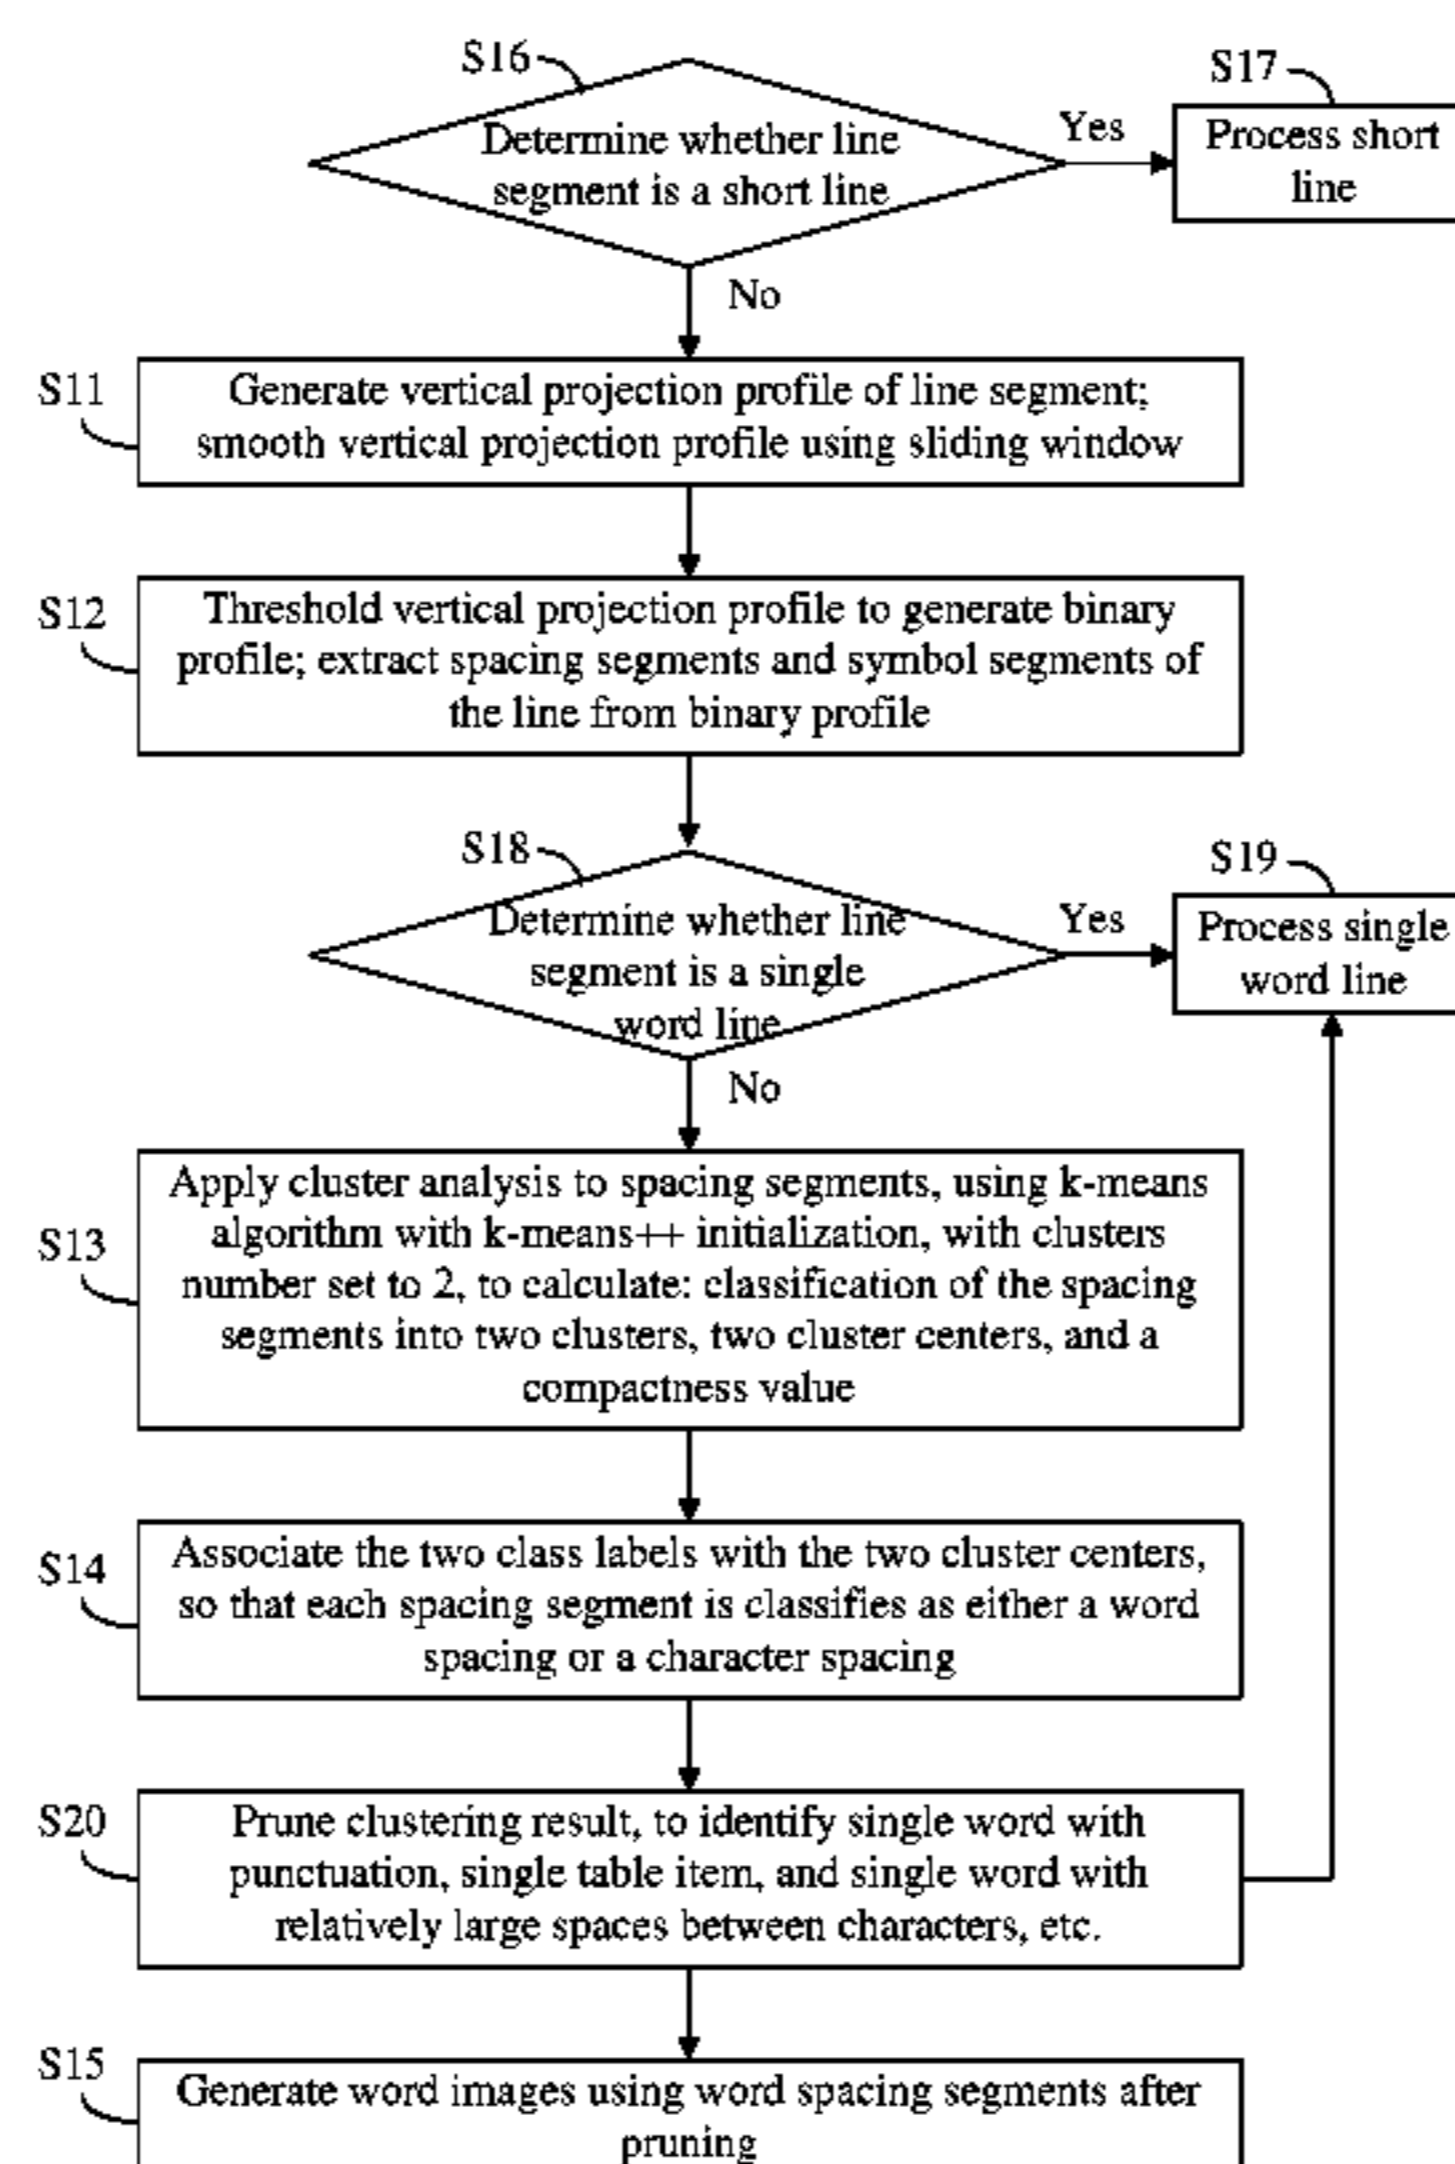 S16
Determine whether line
segment is a short line
Yes
S17
Process short
line
No
S11
Generate vertical projection profile of line segment;
smooth vertical projection profile using sliding window
S12
Threshold vertical projection profile to generate binary
profile; extract spacing segments and symbol segments of
the line from binary profile
S18
Determine whether line
segment is a single
word line
Yes
S19
Process single
word line
No
S13
Apply cluster analysis to spacing segments, using k-means
algorithm with k-means++ initialization, with clusters
number set to 2, to calculate: classification of the spacing
segments into two clusters, two cluster centers, and a
compactness value
S14
Associate the two class labels with the two cluster centers,
so that each spacing segment is classifies as either a word
spacing or a character spacing
S20
Prune clustering result, to identify single word with
punctuation, single table item, and single word with
relatively large spaces between characters, etc.
S15
Generate word images using word spacing segments after
pruning